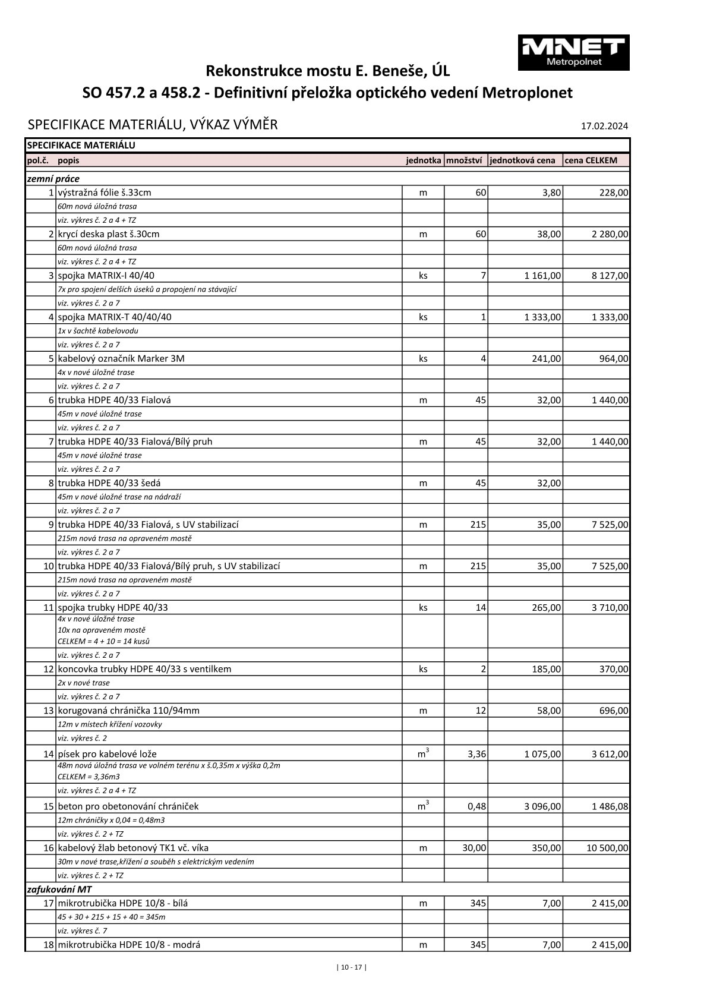 MNET
Metropolnet
Rekonstrukce mostu E. Beneše, ÚL
SO 457.2 a 458.2 - Definitivní přeložka optického vedení Metroplonet
SPECIFIKACE MATERIÁLU, VÝKAZ VÝMĚR 17.02.2024
SPECIFIKACE MATERIÁLU
pol.č. popis jednotka množství jednotková cena cena CELKEM
zemní práce
1 výstražná fólie š.33cm m 60 3,80 228,00
60m nová úložná trasa
viz. výkres č. 2 a 4 + TZ
2 krycí deska plast š.30cm m 60 38,00 2 280,00
60m nová úložná trasa
viz. výkres č. 2 a 4 + TZ
3 spojka MATRIX-I 40/40 ks 7 1 161,00 8 127,00
7x pro spojení delších úseků a propojení na stávající
viz. výkres č. 2 a 7
4 spojka MATRIX-T 40/40/40 ks 1 1 333,00 1 333,00
1x v šachtě kabelovodu
viz. výkres č. 2 a 7
5 kabelový označník Marker 3M ks 4 241,00 964,00
4x v nové úložné trase
viz. výkres č. 2 a 7
6 trubka HDPE 40/33 Fialová m 45 32,00 1 440,00
45m v nové úložné trase
viz. výkres č. 2 a 7
7 trubka HDPE 40/33 Fialová/Bílý pruh m 45 32,00 1 440,00
45m v nové úložné trase
viz. výkres č. 2 a 7
8 trubka HDPE 40/33 šedá m 45 32,00
45m v nové úložné trase na nádraží
viz. výkres č. 2 a 7
9 trubka HDPE 40/33 Fialová, s UV stabilizací m 215 35,00 7 525,00
215m nová trasa na opraveném mostě
viz. výkres č. 2 a 7
10 trubka HDPE 40/33 Fialová/Bílý pruh, s UV stabilizací m 215 35,00 7 525,00
215m nová trasa na opraveném mostě
viz. výkres č. 2 a 7
11 spojka trubky HDPE 40/33 ks 14 265,00 3 710,00
4x v nové úložné trase
10x na opraveném mostě
CELKEM = 4 + 10 = 14 kusů
viz. výkres č. 2 a 7
12 koncovka trubky HDPE 40/33 s ventilkem ks 2 185,00 370,00
2x v nové trase
viz. výkres č. 2 a 7
13 korugovaná chránička 110/94mm m 12 58,00 696,00
12m v místech křížení vozovky
viz. výkres č. 2
14 písek pro kabelové lože m³ 3,36 1 075,00 3 612,00
48m nová úložná trasa ve volném terénu x š.0,35m x výška 0,2m
CELKEM = 3,36m3
viz. výkres č. 2 a 4 + TZ
15 beton pro obetonování chrániček m³ 0,48 3 096,00 1 486,08
12m chráničky x 0,04 = 0,48m3
viz. výkres č. 2 + TZ
16 kabelový žlab betonový TK1 vč. víka m 30,00 350,00 10 500,00
30m v nové trase,křížení a souběh s elektrickým vedením
viz. výkres č. 2 + TZ
zafukování MT
17 mikrotrubička HDPE 10/8 - bílá m 345 7,00 2 415,00
45 + 30 + 215 + 15 + 40 = 345m
viz. výkres č. 7
18 mikrotrubička HDPE 10/8 - modrá m 345 7,00 2 415,00
| 10 - 17 |